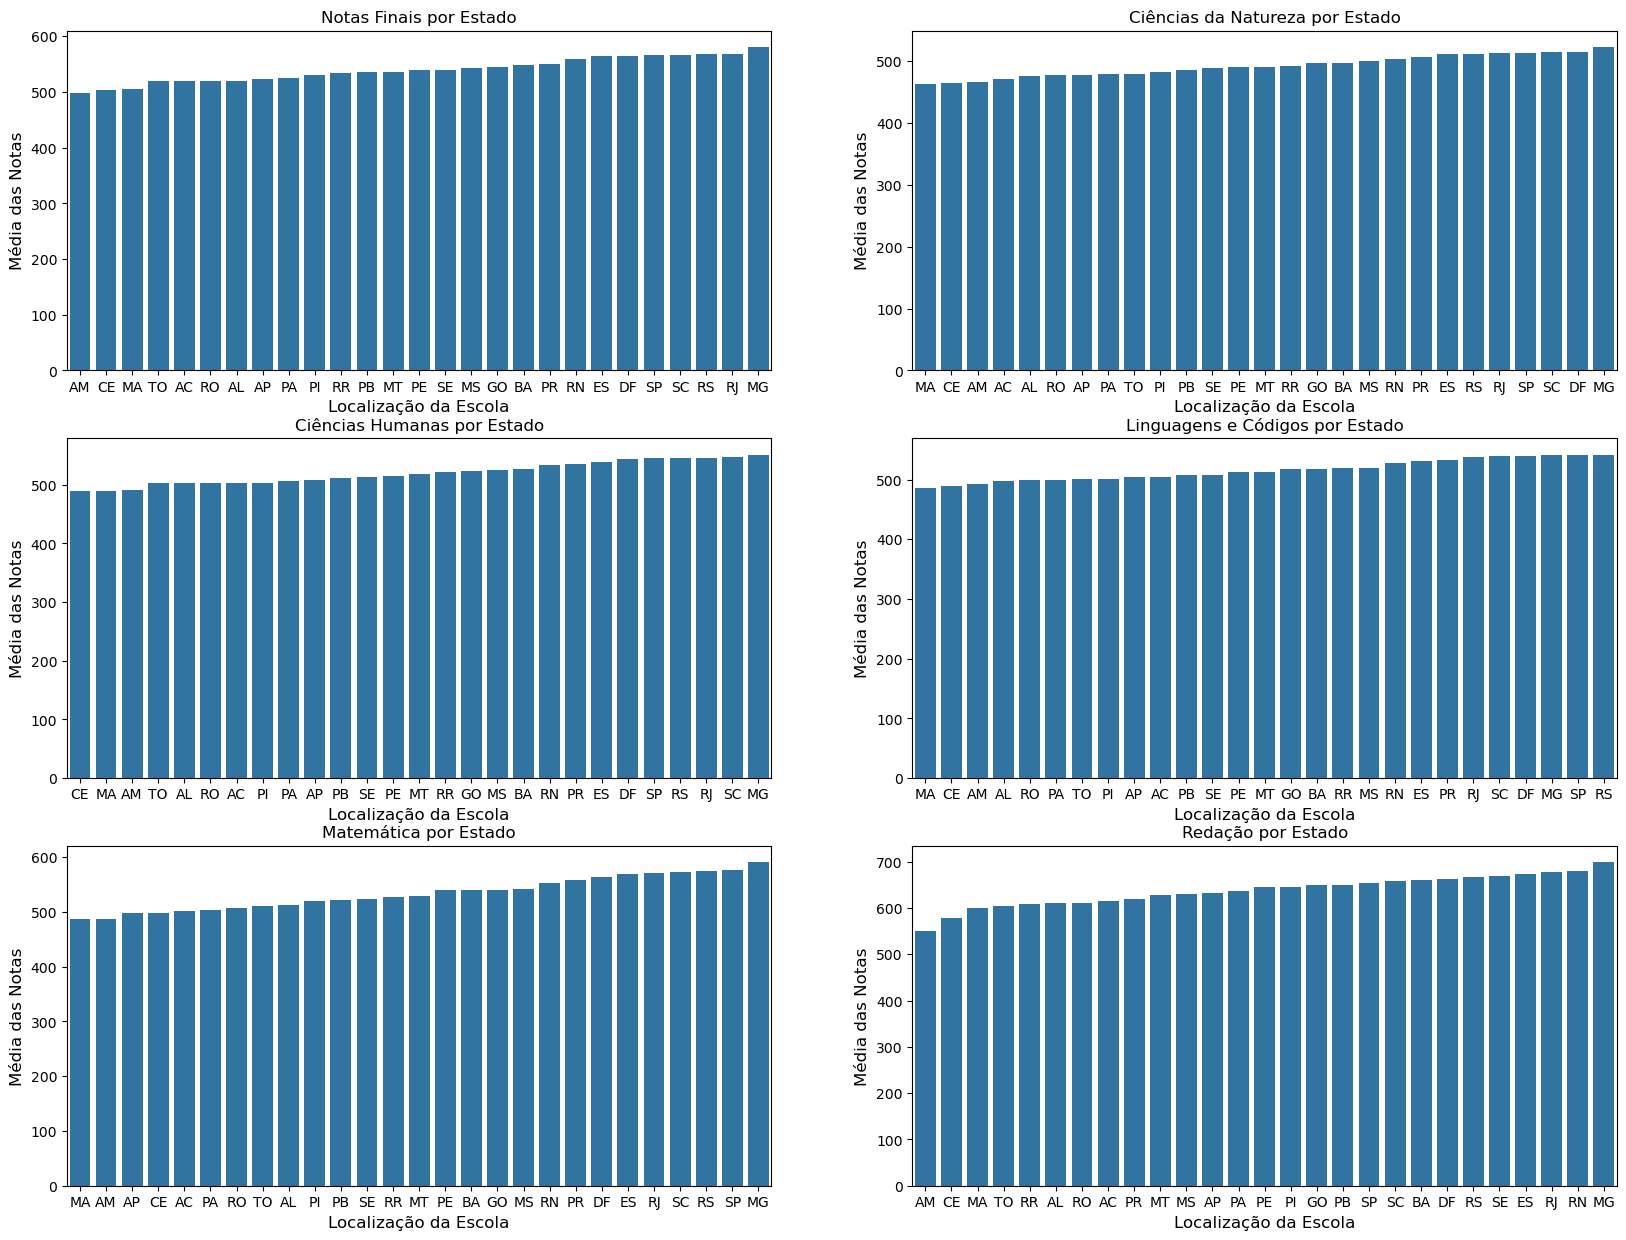 Notas Finais por Estado
Média das Notas
600
500
400
300
200
100
0
AM CE MA TO AC RO AL AP PA PI RR PB MT PE SE MS GO BA PR RN ES DF SP SC RS RJ MG
Localização da Escola
Ciências da Natureza por Estado
Média das Notas
500
400
300
200
100
0
MA CE AM AC AL RO AP PA TO PI PB SE PE MT RR GO BA MS RN PR ES RS RJ SP SC DF MG
Localização da Escola
Ciências Humanas por Estado
Média das Notas
500
400
300
200
100
0
CE MA AM TO AL RO AC PI PA AP PB SE PE MT RR GO MS BA RN PR ES DF SP RS RJ SC MG
Localização da Escola
Linguagens e Códigos por Estado
Média das Notas
500
400
300
200
100
0
MA CE AM AL RO PA TO PI AP AC PB SE PE MT GO BA RR MS RN ES PR RJ SC DF MG SP RS
Localização da Escola
Matemática por Estado
Média das Notas
600
500
400
300
200
100
0
MA AM AP CE AC PA RO TO AL PI PB SE RR MT PE BA GO MS RN PR DF ES RJ SC RS SP MG
Localização da Escola
Redação por Estado
Média das Notas
700
600
500
400
300
200
100
0
AM CE MA TO RR AL RO AC PR MT MS AP PA PE PI GO PB SP SC BA DF RS SE ES RJ RN MG
Localização da Escola